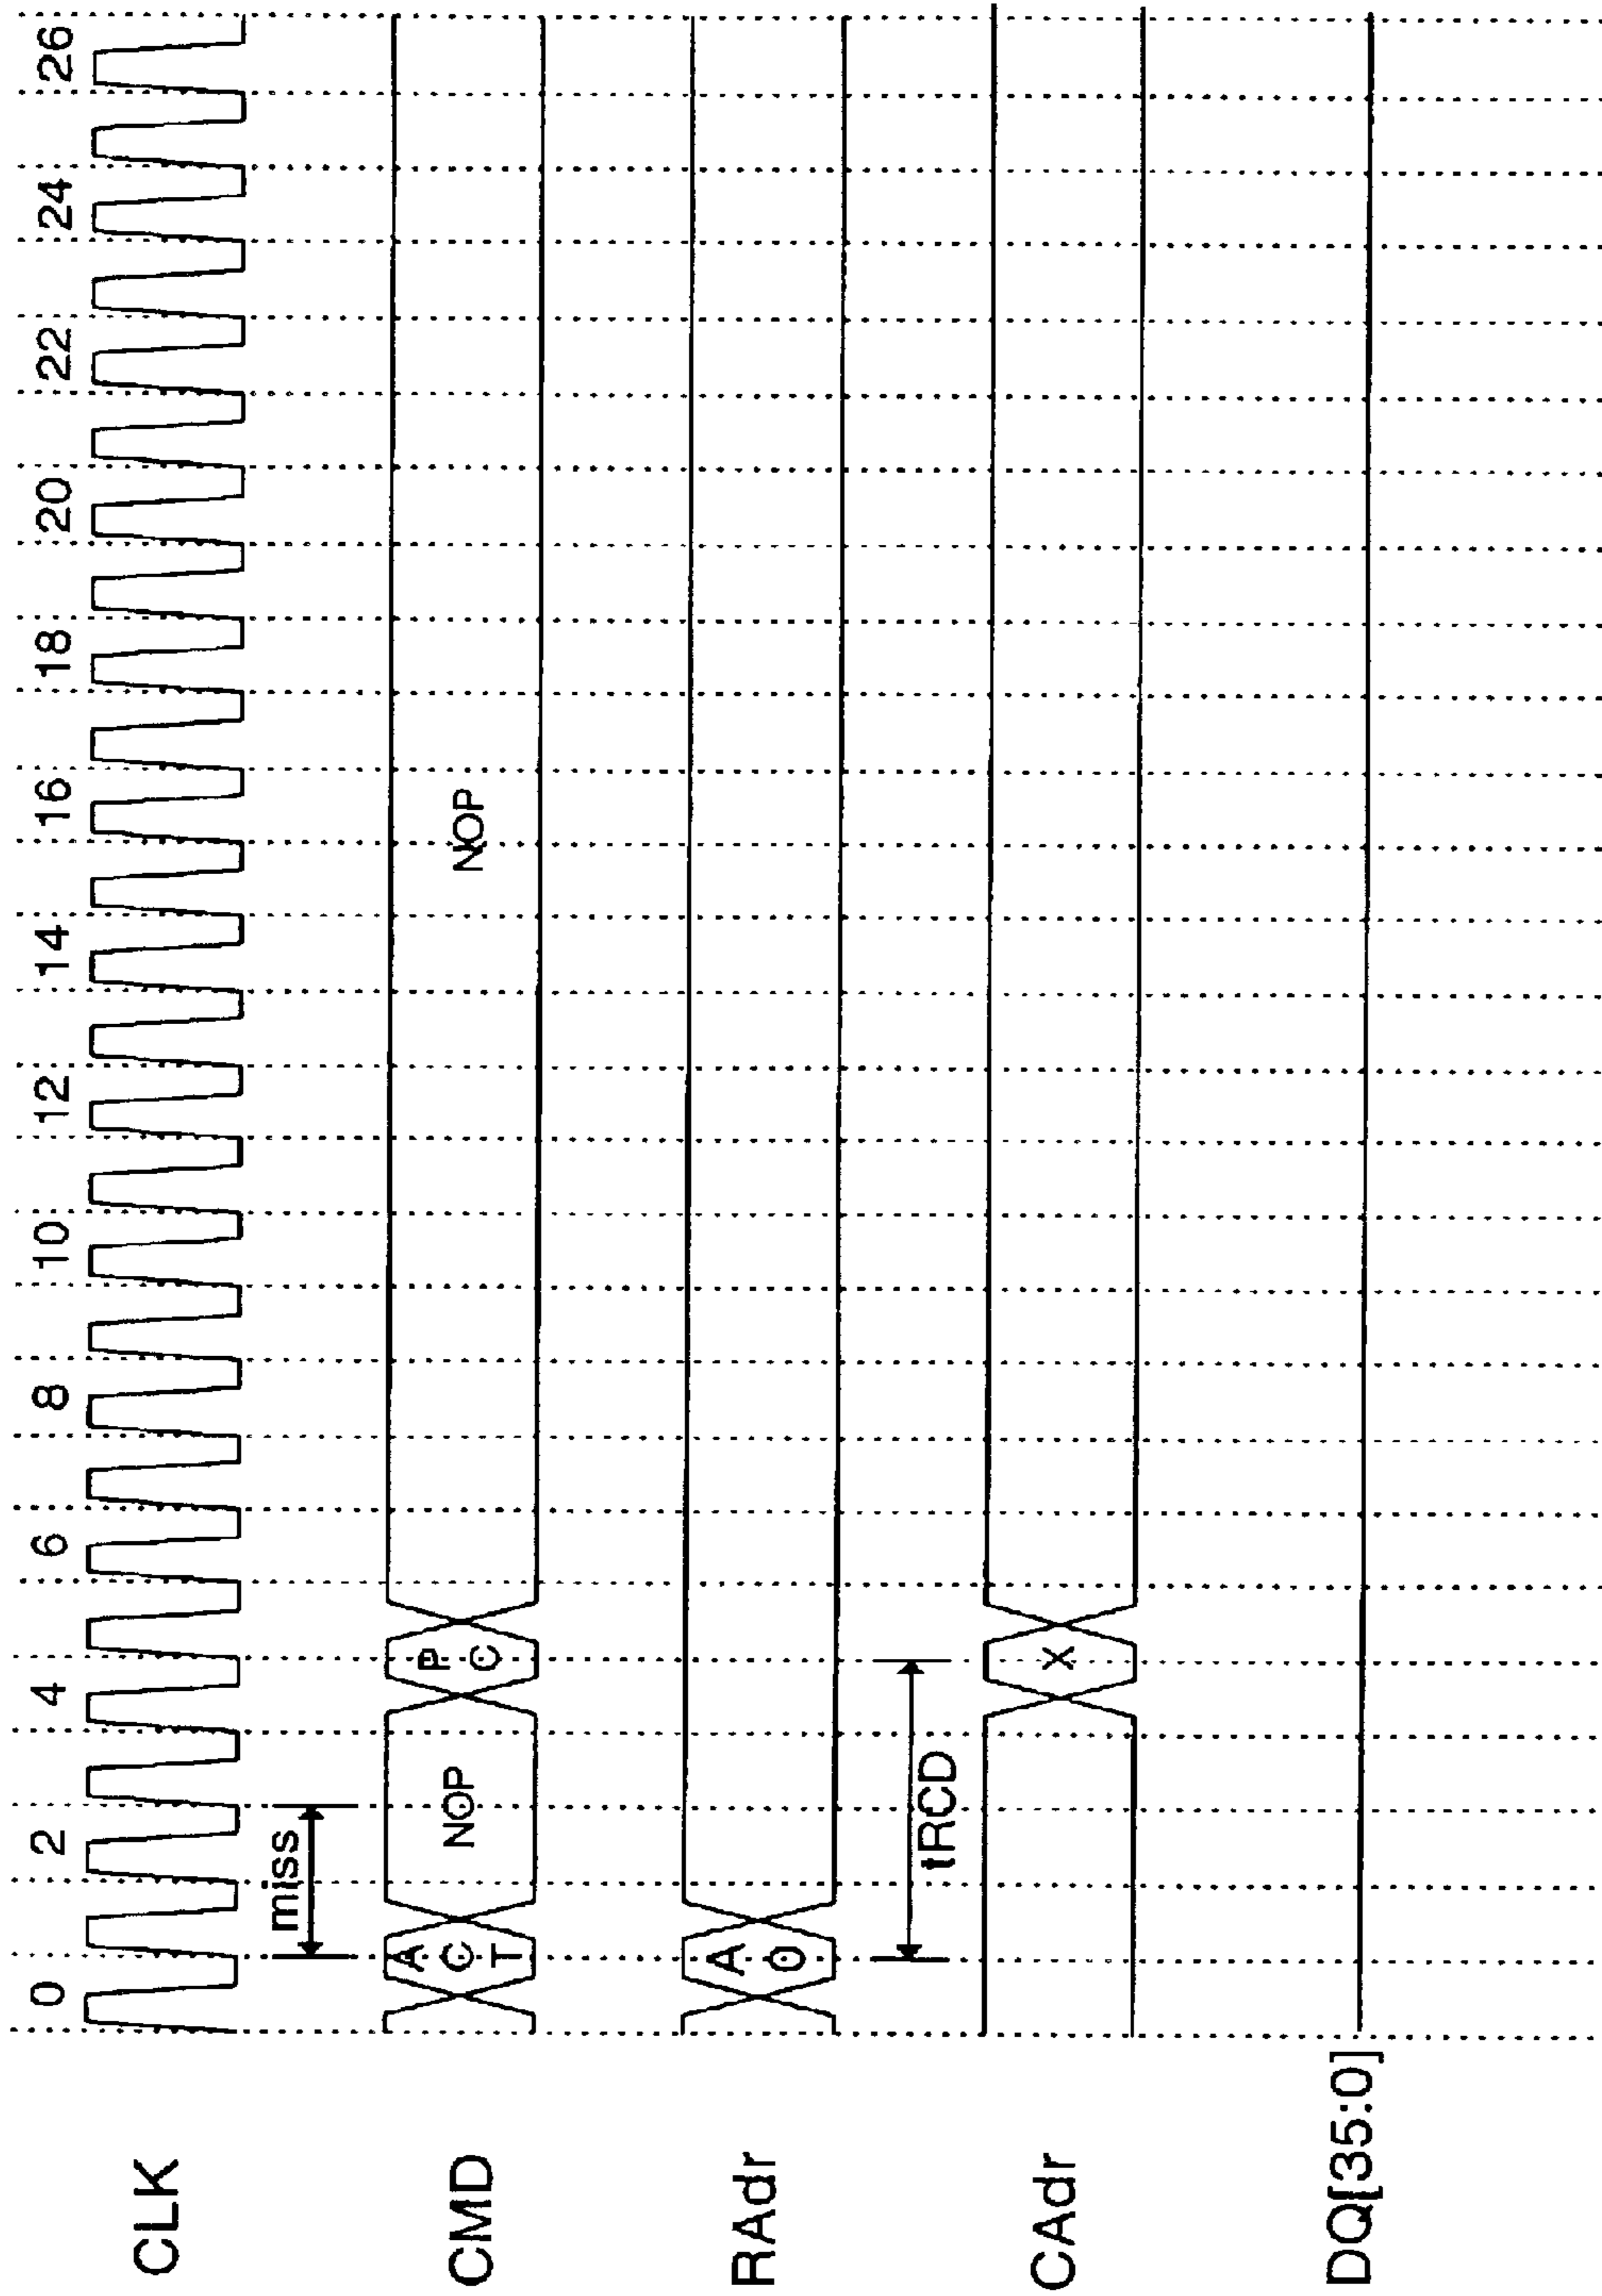 0 2 4 6 8 10 12 14 16 18 20 22 24 26
CLK
miss
CMD
ACT NOP PC NOP
RAdr
A0
tRCD
CAdr
X
DQ[35:0]